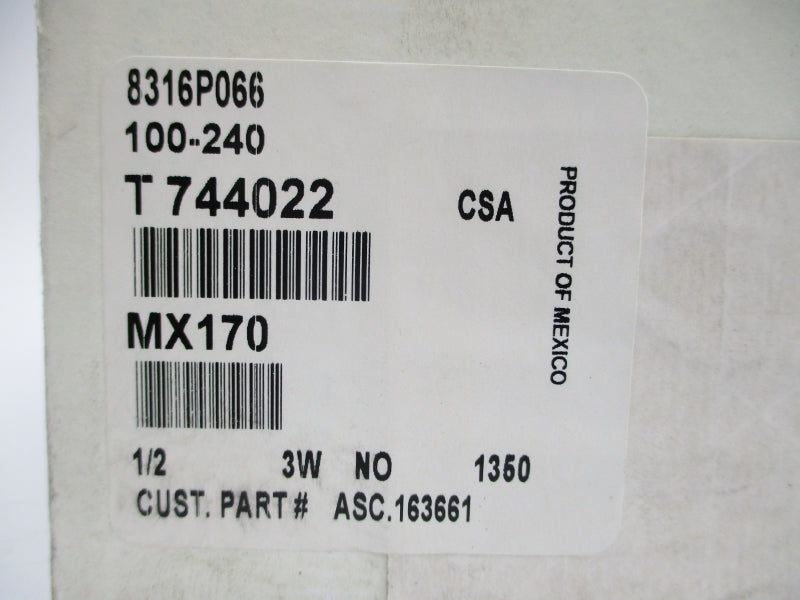 8316P066
100-240
T 744022
CSA
PRODUCT OF MEXICO
MX170
1/2 3W NO 1350
CUST. PART # ASC.163661